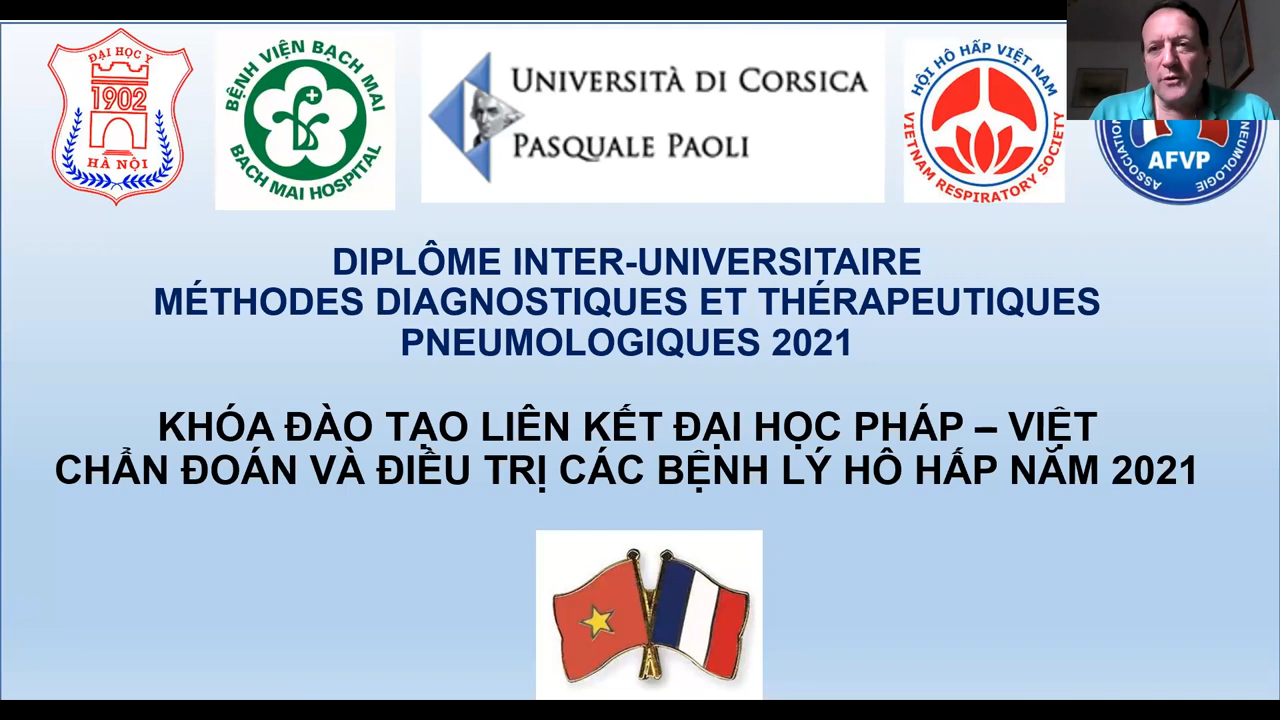 ĐẠI HỌC Y
1902
HÀ NỘI
BỆNH VIỆN BẠCH MAI
BACH MAI HOSPITAL
UNIVERSITÀ DI CORSICA
PASQUALE PAOLI
HỘI HÔ HẤP VIỆT NAM
VIETNAM RESPIRATORY SOCIETY
AFVP
ASSOCIATION
DIPLÔME INTER-UNIVERSITAIRE
MÉTHODES DIAGNOSTIQUES ET THÉRAPEUTIQUES
PNEUMOLOGIQUES 2021
KHÓA ĐÀO TẠO LIÊN KẾT ĐẠI HỌC PHÁP – VIỆT
CHẨN ĐOÁN VÀ ĐIỀU TRỊ CÁC BỆNH LÝ HÔ HẤP NĂM 2021